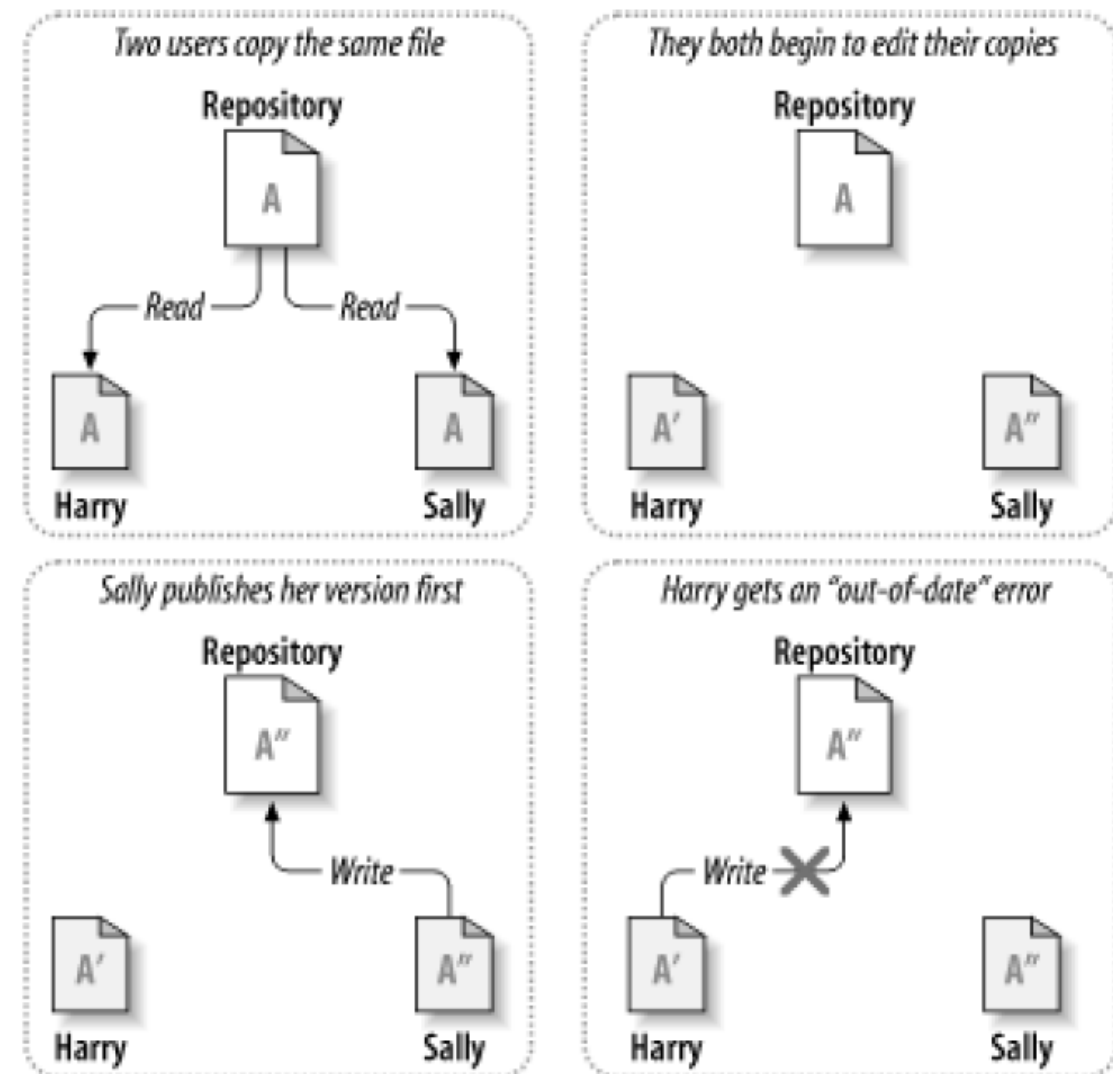 Two users copy the same file
Repository
A
Read
Read
A
A
Harry
Sally
They both begin to edit their copies
Repository
A
A'
A"
Harry
Sally
Sally publishes her version first
Repository
A"
Write
A'
A"
Harry
Sally
Harry gets an “out-of-date” error
Repository
A"
Write
A'
A"
Harry
Sally